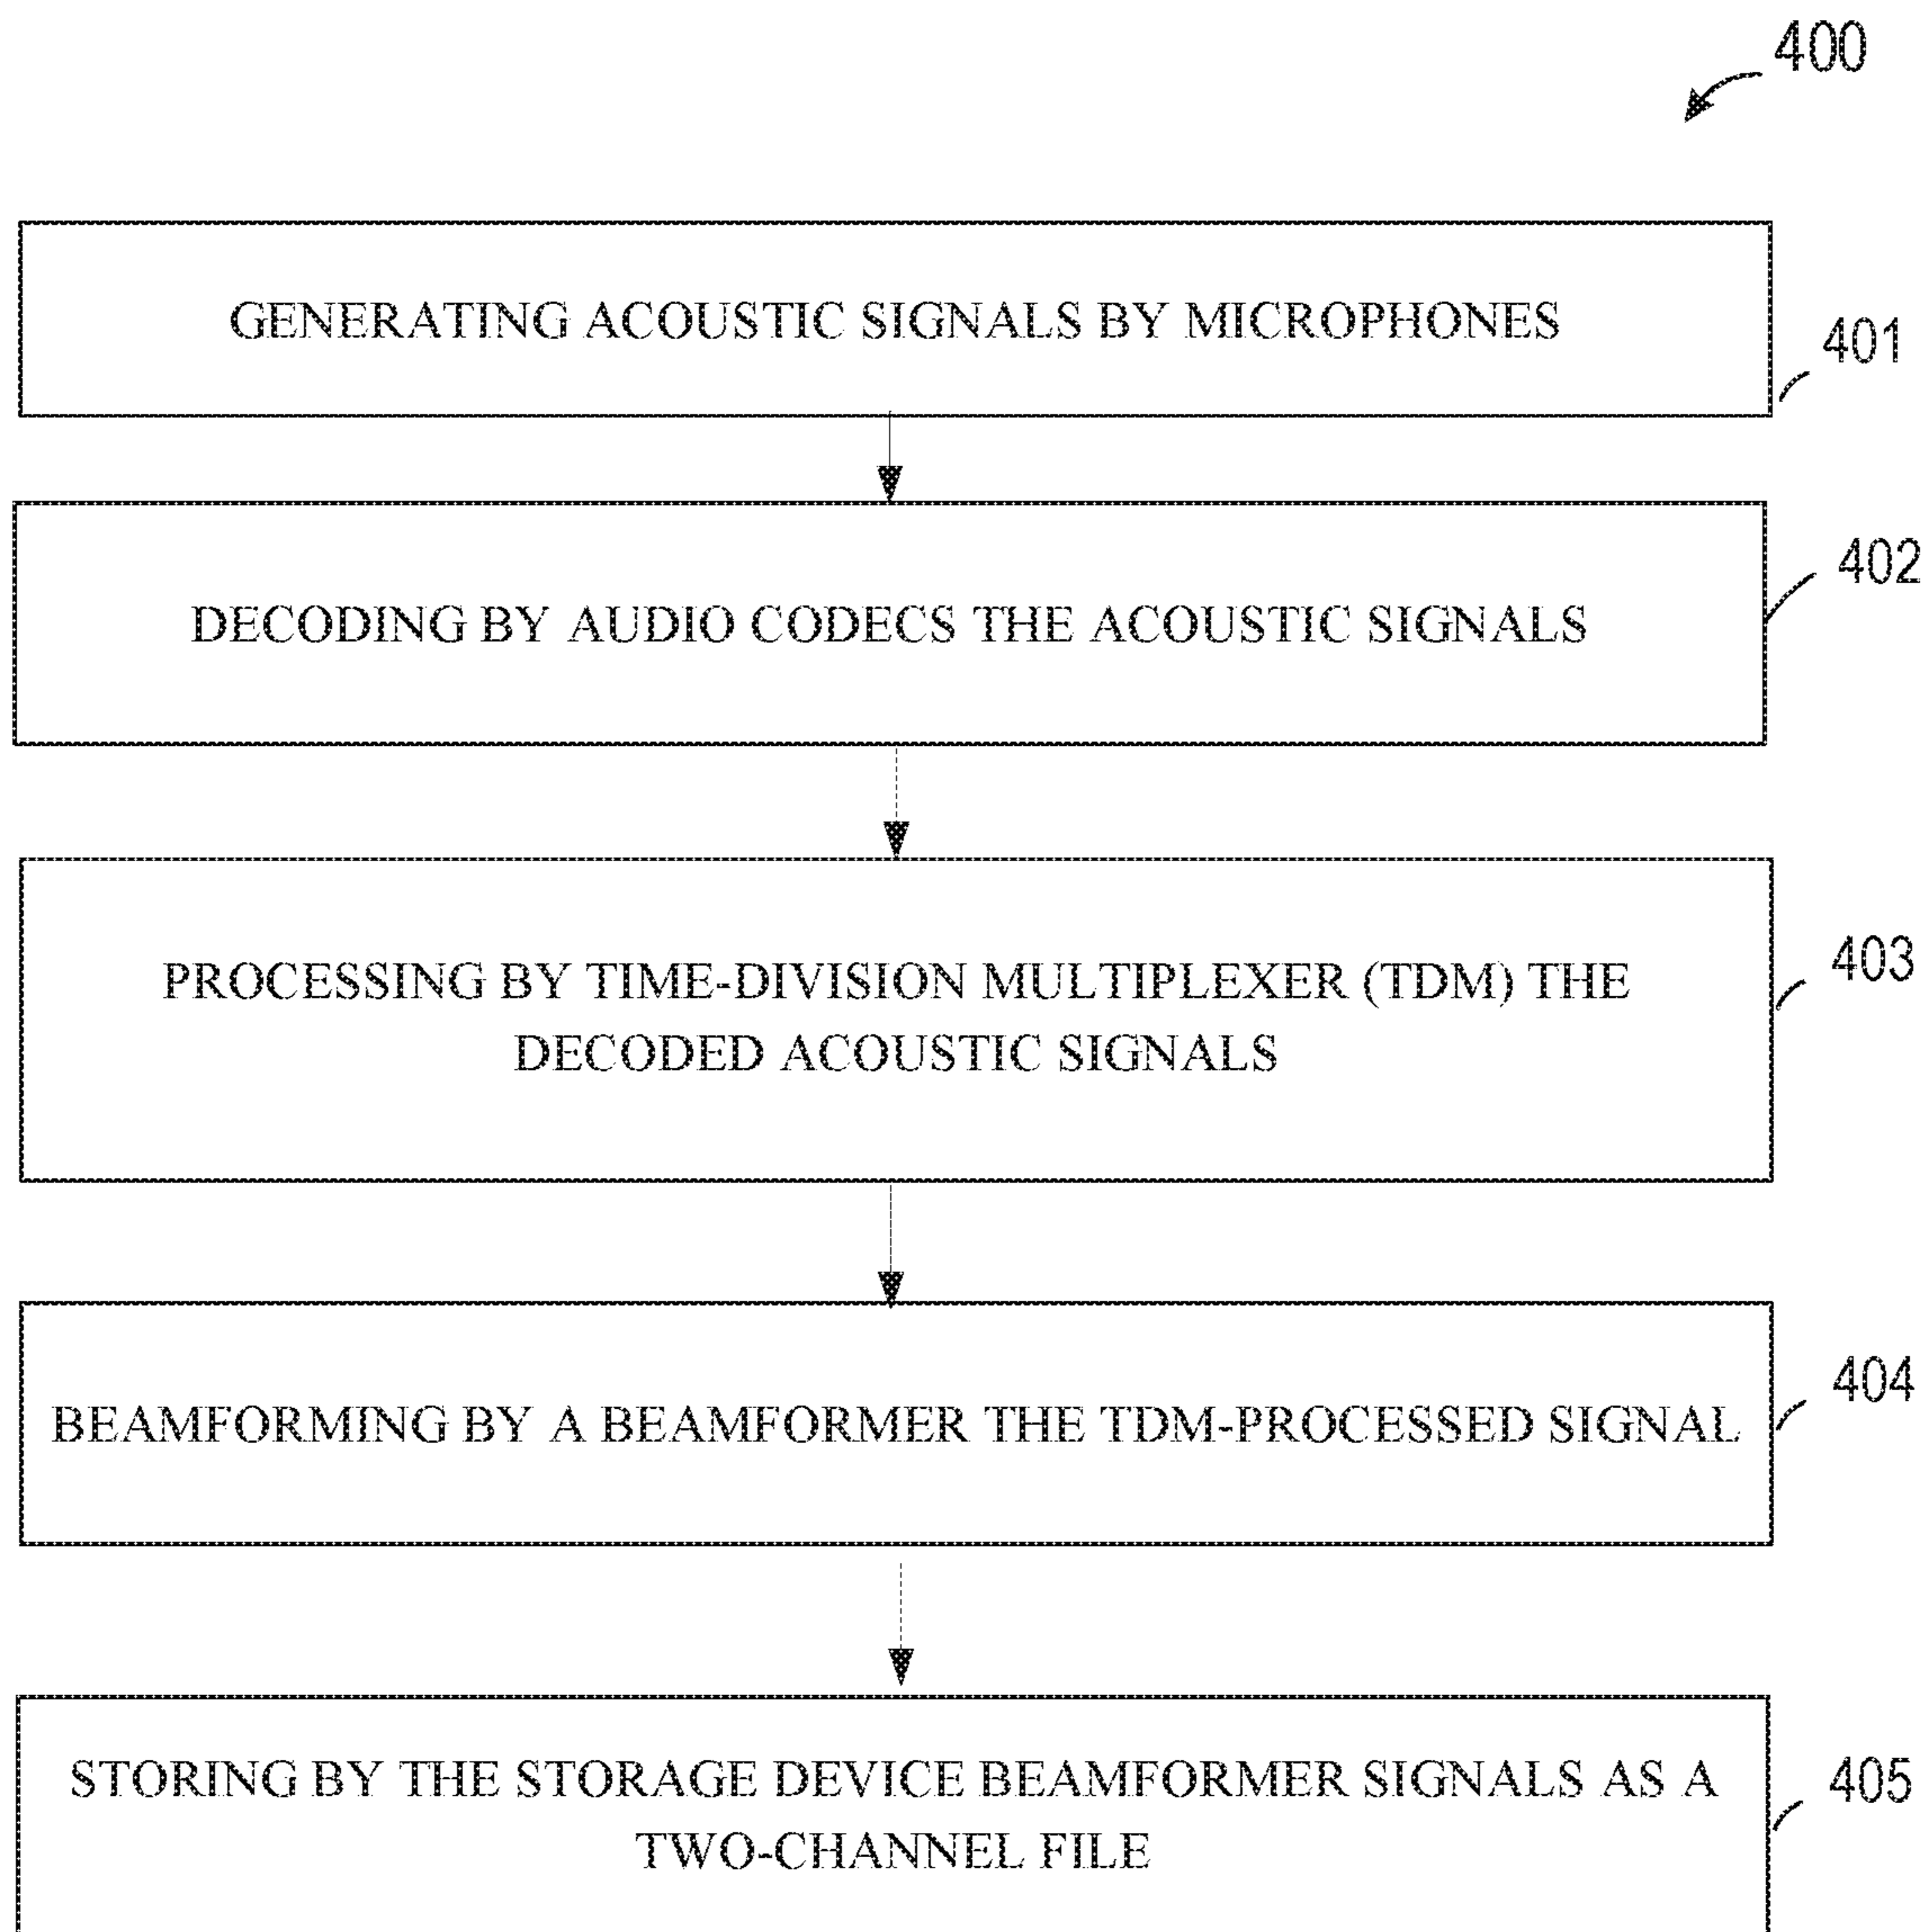 400
GENERATING ACOUSTIC SIGNALS BY MICROPHONES
401
DECODING BY AUDIO CODECS THE ACOUSTIC SIGNALS
402
PROCESSING BY TIME-DIVISION MULTIPLEXER (TDM) THE
DECODED ACOUSTIC SIGNALS
403
BEAMFORMING BY A BEAMFORMER THE TDM-PROCESSED SIGNAL
404
STORING BY THE STORAGE DEVICE BEAMFORMER SIGNALS AS A
TWO-CHANNEL FILE
405